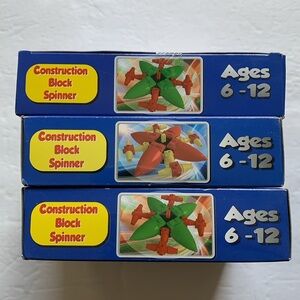 Construction
Block
Spinner
Ages
6-12
Construction
Block
Spinner
Ages
6-12
Construction
Block
Spinner
Ages
6-12